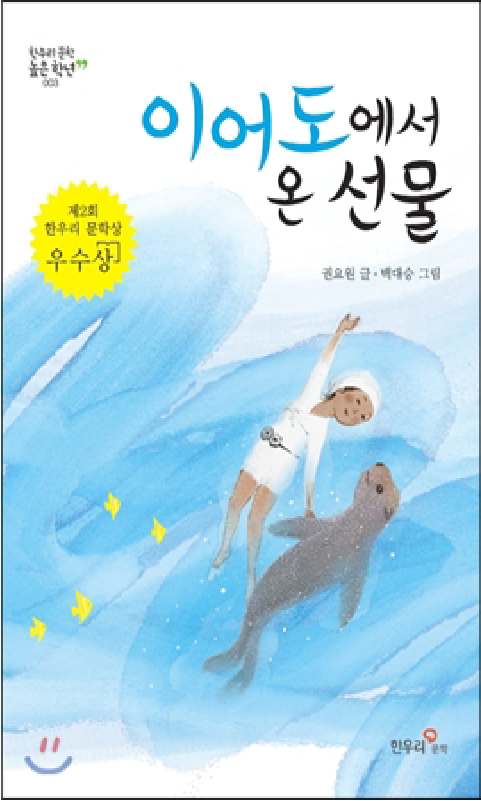 한우리 문학
높은 학년
003
이어도에서
온 선물
제2회
한우리 문학상
우수상
권요원 글 • 백대승 그림
한우리 문학